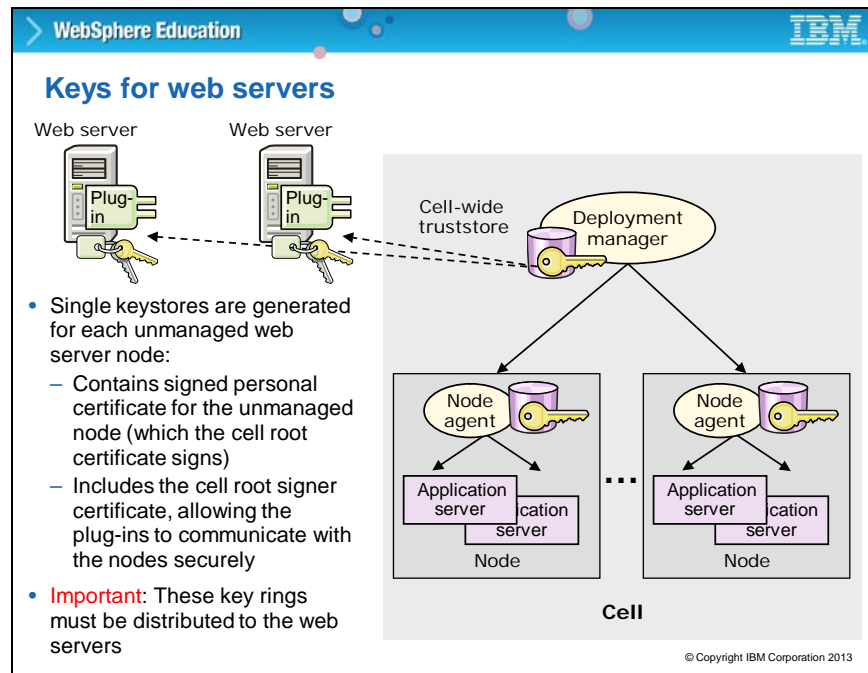 WebSphere Education
IBM
Keys for web servers
Web server
Web server
Plug-
in
Plug-
in
Cell-wide
truststore
Deployment
manager
• Single keystores are generated
for each unmanaged web
server node:
– Contains signed personal
certificate for the unmanaged
node (which the cell root
certificate signs)
– Includes the cell root signer
certificate, allowing the
plug-ins to communicate with
the nodes securely
• Important: These key rings
must be distributed to the web
servers
Node
agent
Application
server
ication
server
Node
...
Node
agent
Application
server
ication
server
Node
Cell
© Copyright IBM Corporation 2013